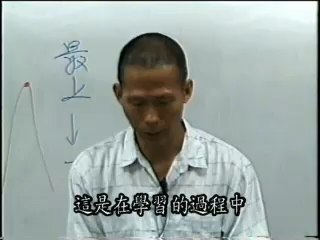 最
上
這是在學習的過程中